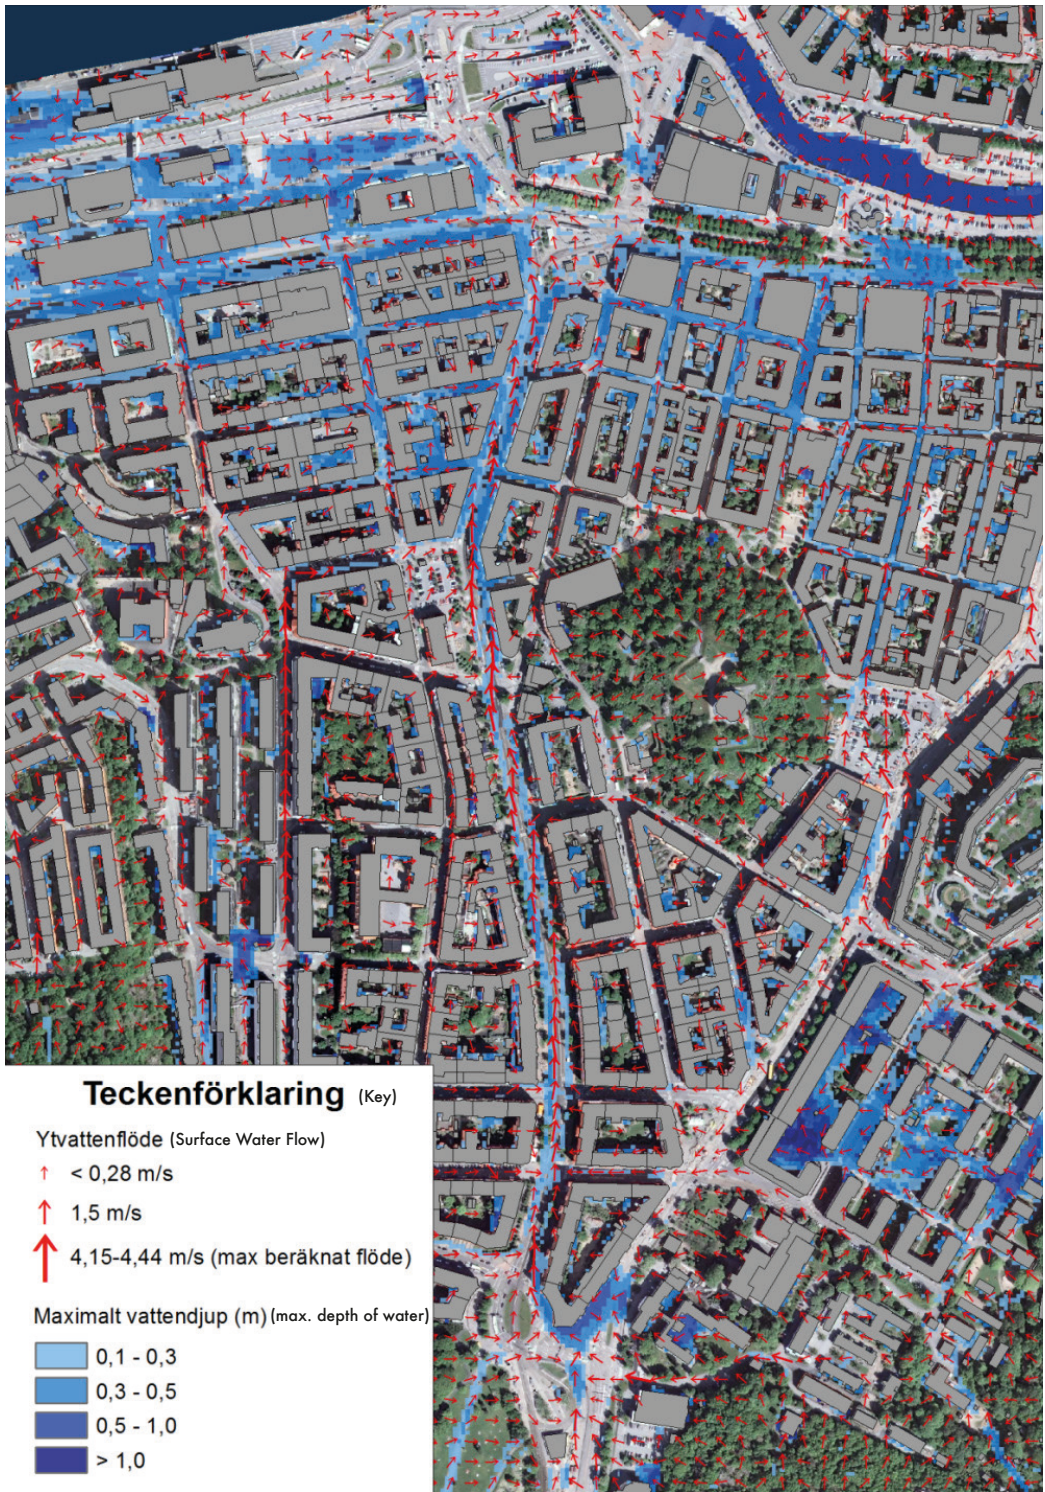 Teckenförklaring (Key)
Ytvattenflöde (Surface Water Flow)
< 0,28 m/s
1,5 m/s
4,15-4,44 m/s (max beräknat flöde)
Maximalt vattendjup (m) (max. depth of water)
0,1 - 0,3
0,3 - 0,5
0,5 - 1,0
> 1,0